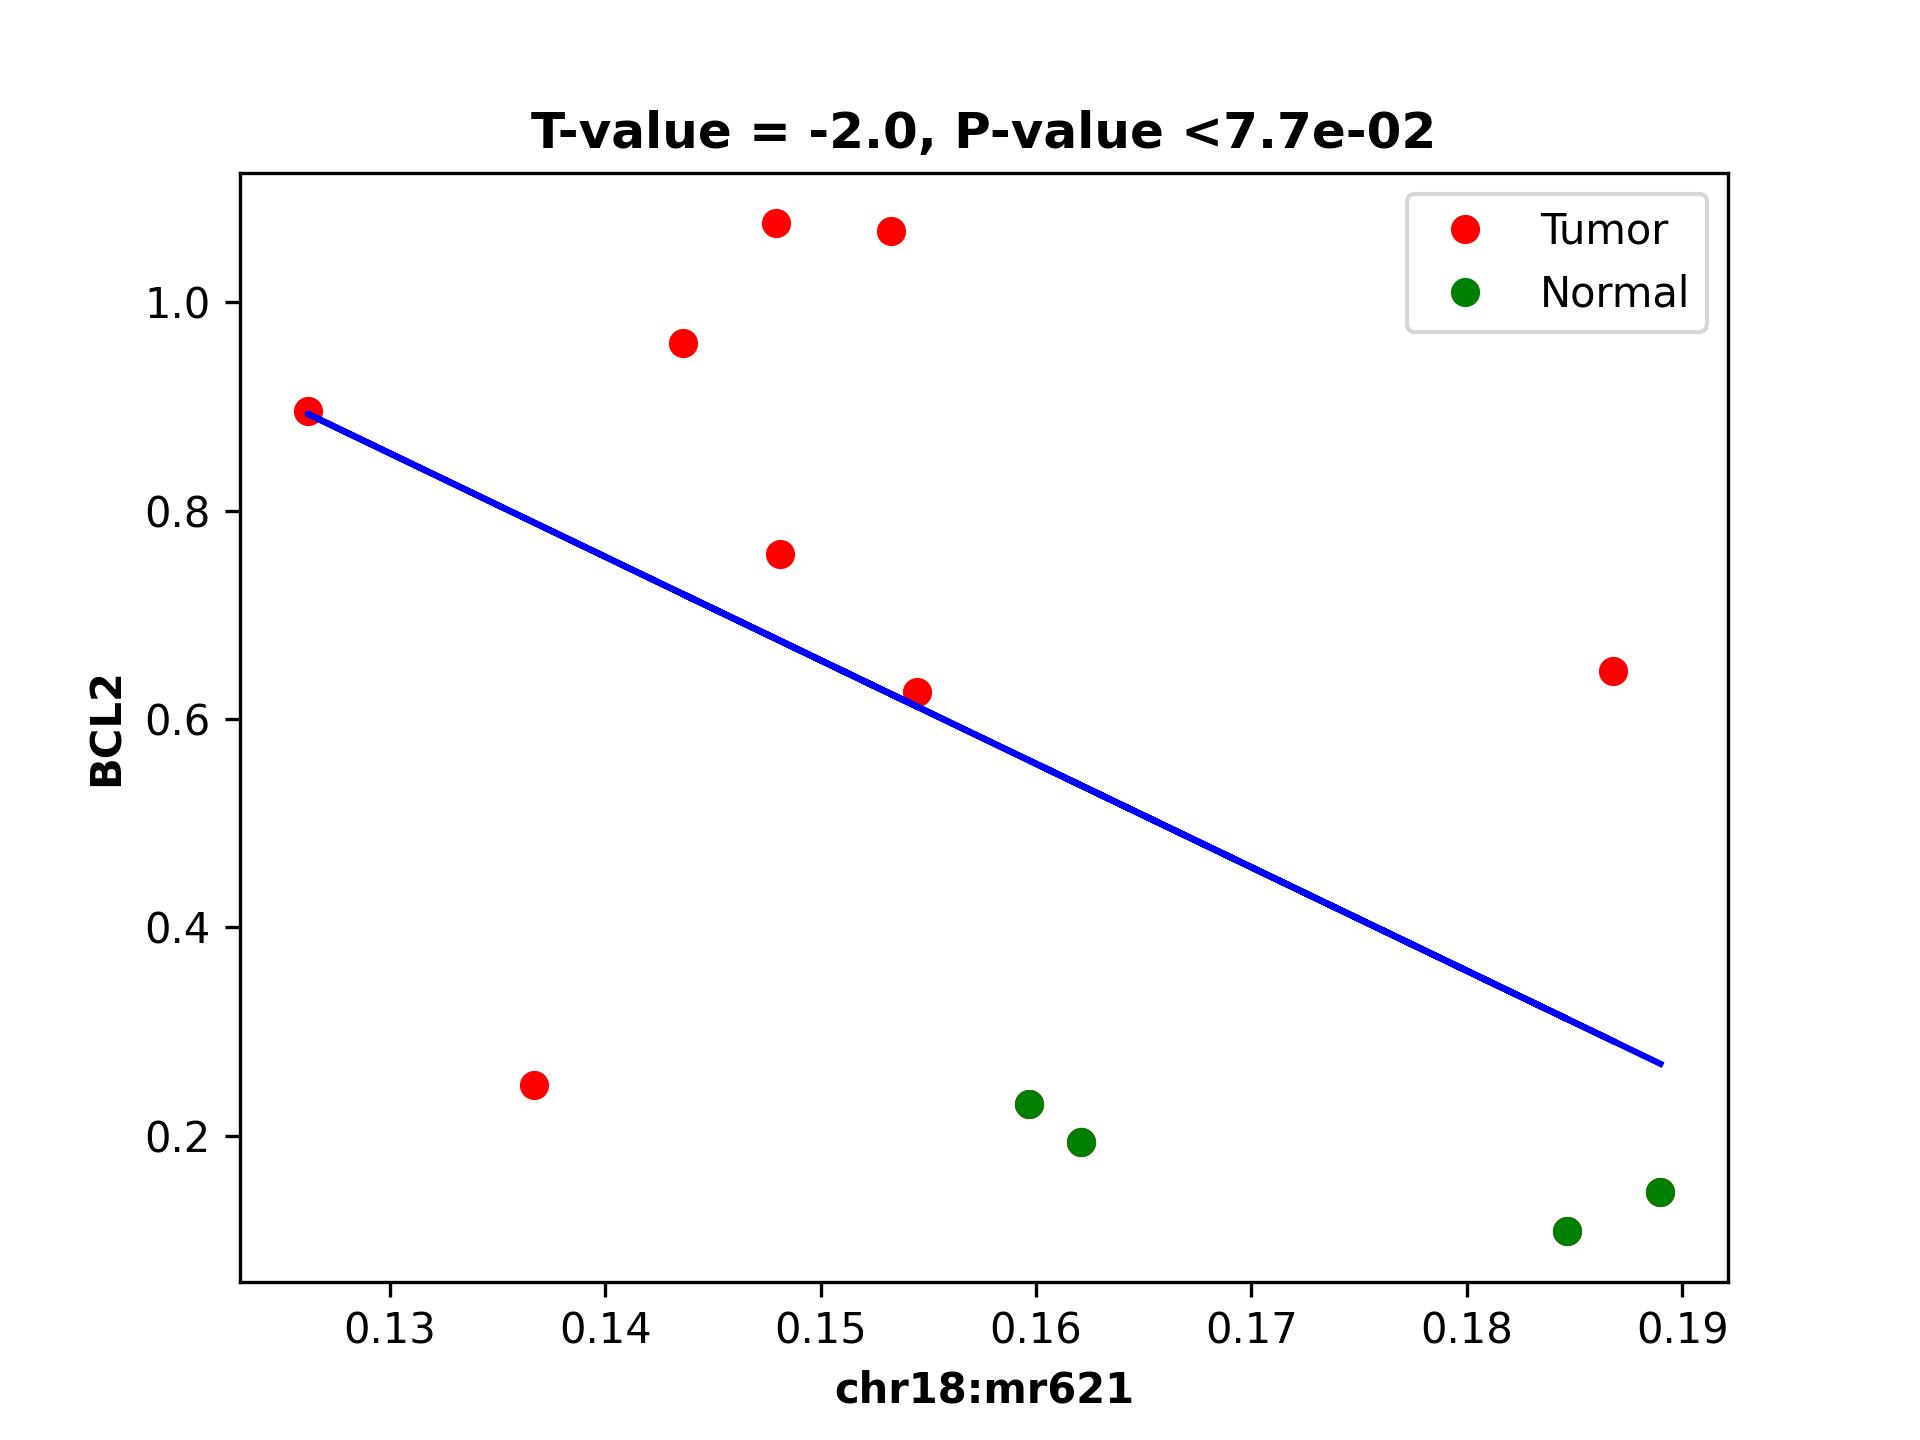 T-value = -2.0, P-value <7.7e-02
Tumor
Normal
1.0
0.8
0.6
0.4
0.2
BCL2
0.13 0.14 0.15 0.16 0.17 0.18 0.19
chr18:mr621